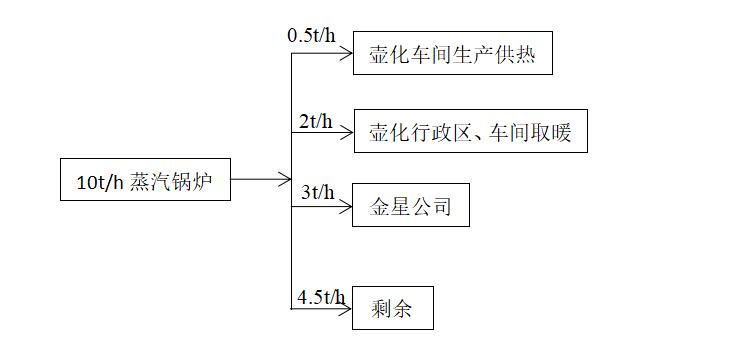 0.5t/h
壶化车间生产供热
2t/h
壶化行政区、车间取暖
10t/h 蒸汽锅炉
3t/h
金星公司
4.5t/h
剩余